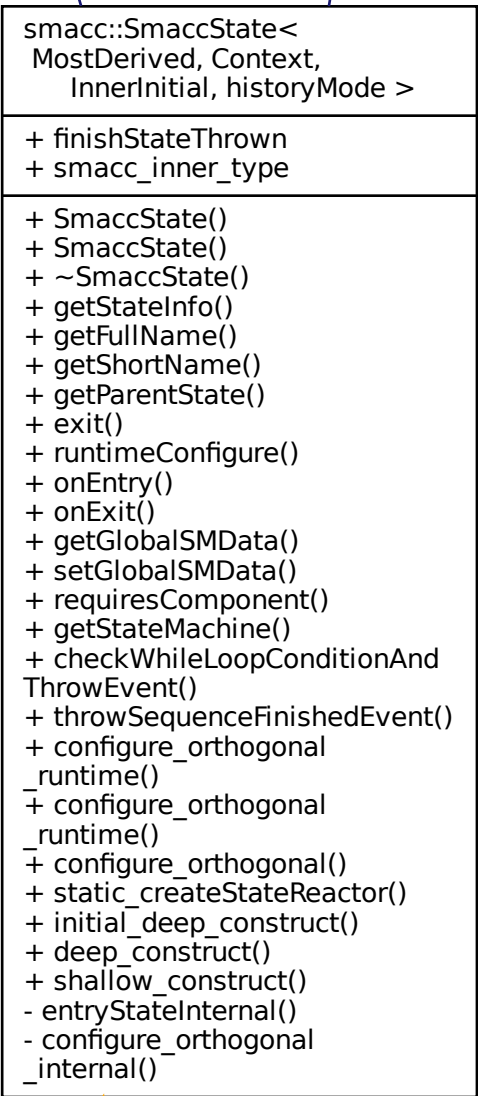 smacc::SmaccState<
MostDerived, Context,
InnerInitial, historyMode >
+ finishStateThrown
+ smacc_inner_type
+ SmaccState()
+ SmaccState()
+ ~SmaccState()
+ getStateInfo()
+ getFullName()
+ getShortName()
+ getParentState()
+ exit()
+ runtimeConfigure()
+ onEntry()
+ onExit()
+ getGlobalSMData()
+ setGlobalSMData()
+ requiresComponent()
+ getStateMachine()
+ checkWhileLoopConditionAnd
ThrowEvent()
+ throwSequenceFinishedEvent()
+ configure_orthogonal
_runtime()
+ configure_orthogonal
_runtime()
+ configure_orthogonal()
+ static_createStateReactor()
+ initial_deep_construct()
+ deep_construct()
+ shallow_construct()
- entryStateInternal()
- configure_orthogonal
_internal()